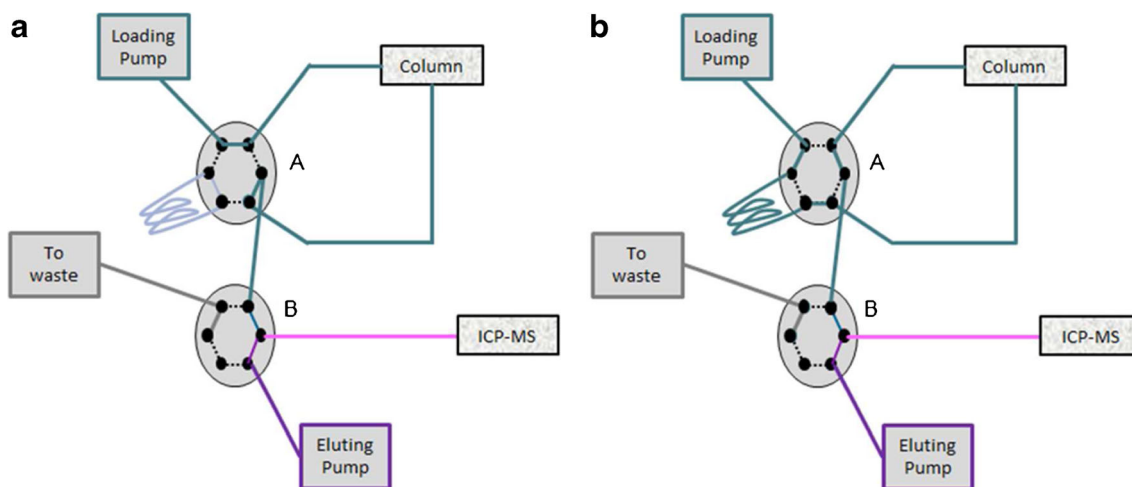 a
Loading
Pump
Column
A
To
waste
B
ICP-MS
Eluting
Pump
b
Loading
Pump
Column
A
To
waste
B
ICP-MS
Eluting
Pump